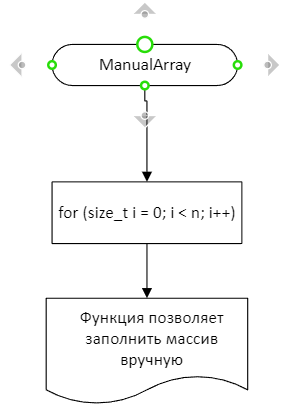 ManualArray
for (size_t i = 0; i < n; i++)
Функция позволяет
заполнить массив
вручную